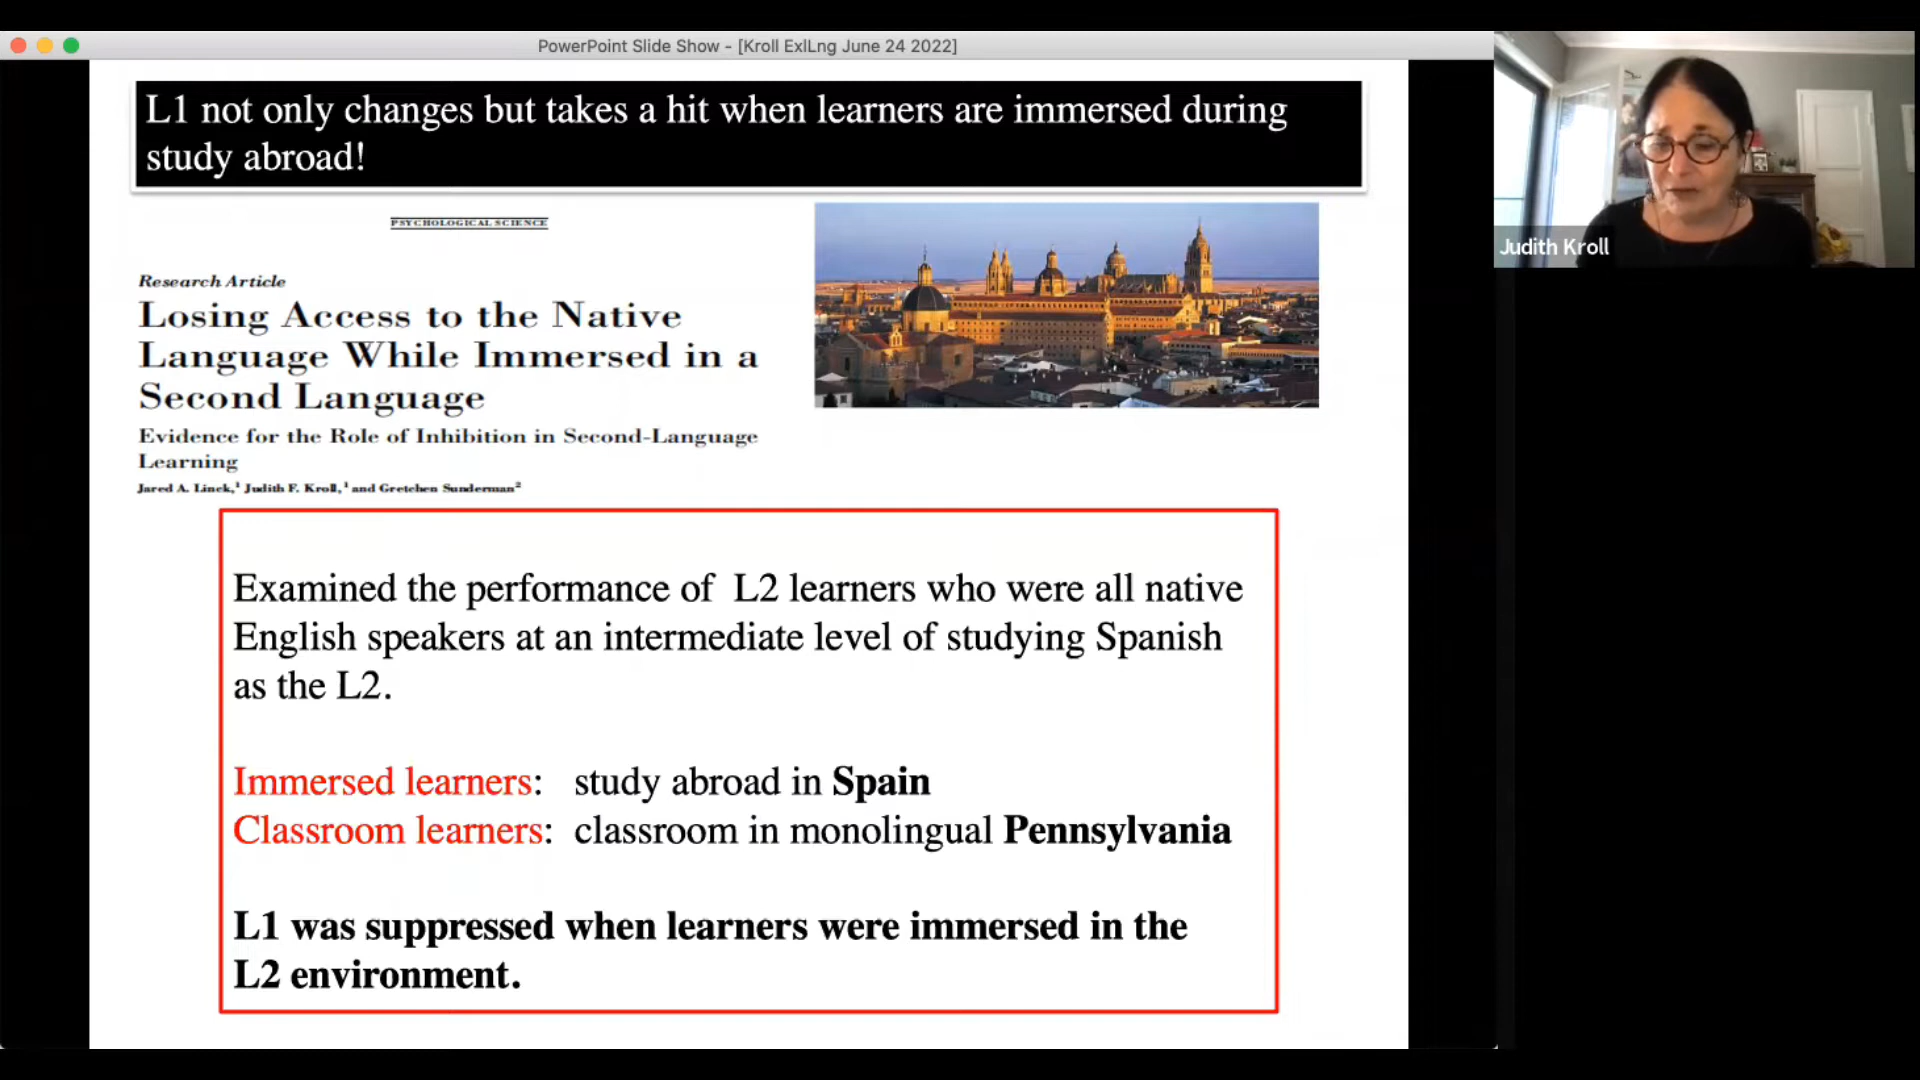 PowerPoint Slide Show - [Kroll ExlLng June 24 2022]
L1 not only changes but takes a hit when learners are immersed during
study abroad!
PSYCHOLOGICAL SCIENCE
Research Article
Losing Access to the Native
Language While Immersed in a
Second Language
Evidence for the Role of Inhibition in Second-Language
Learning
Jared A. Linck,¹ Judith F. Kroll,¹ and Gretchen Sunderman²
Examined the performance of L2 learners who were all native
English speakers at an intermediate level of studying Spanish
as the L2.
Immersed learners: study abroad in Spain
Classroom learners: classroom in monolingual Pennsylvania
L1 was suppressed when learners were immersed in the
L2 environment.
Judith Kroll